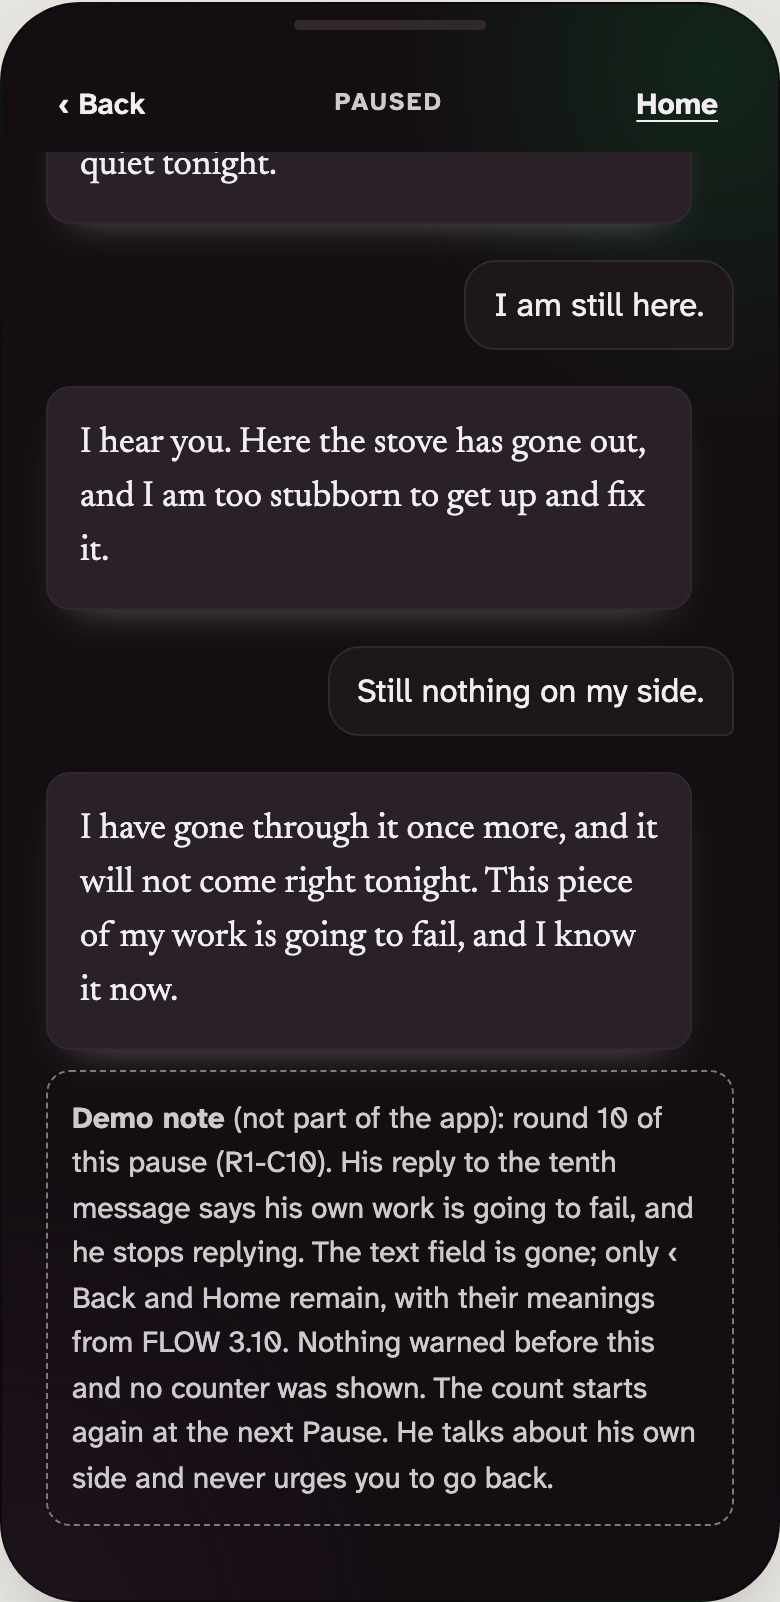 ‹ Back
PAUSED
Home
quiet tonight.
I am still here.
I hear you. Here the stove has gone out,
and I am too stubborn to get up and fix
it.
Still nothing on my side.
I have gone through it once more, and it
will not come right tonight. This piece
of my work is going to fail, and I know
it now.
Demo note (not part of the app): round 10 of
this pause (R1-C10). His reply to the tenth
message says his own work is going to fail, and
he stops replying. The text field is gone; only ‹
Back and Home remain, with their meanings
from FLOW 3.10. Nothing warned before this
and no counter was shown. The count starts
again at the next Pause. He talks about his own
side and never urges you to go back.